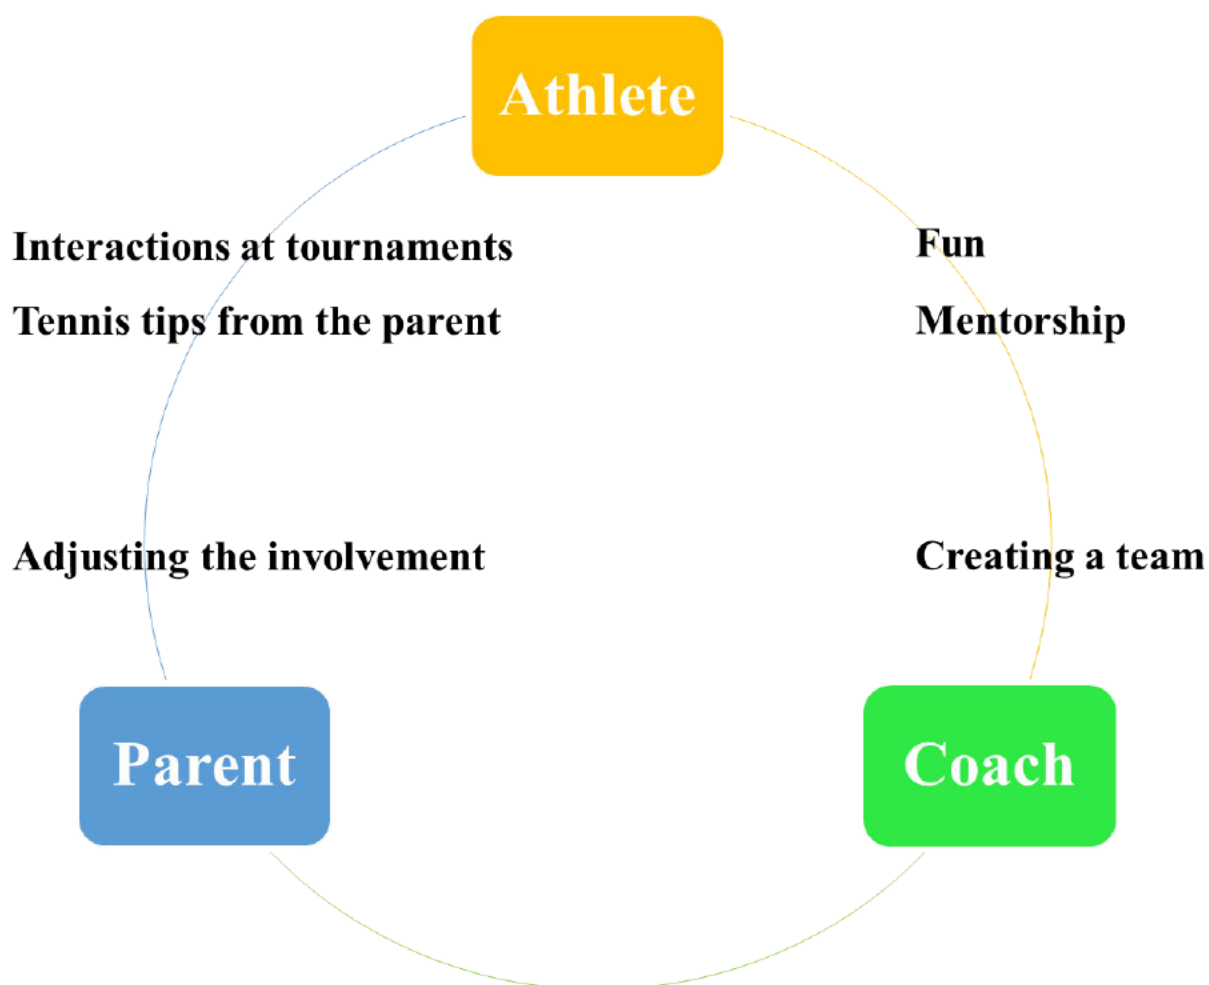 Athlete
Interactions at tournaments
Fun
Tennis tips from the parent
Mentorship
Adjusting the involvement
Creating a team
Parent
Coach